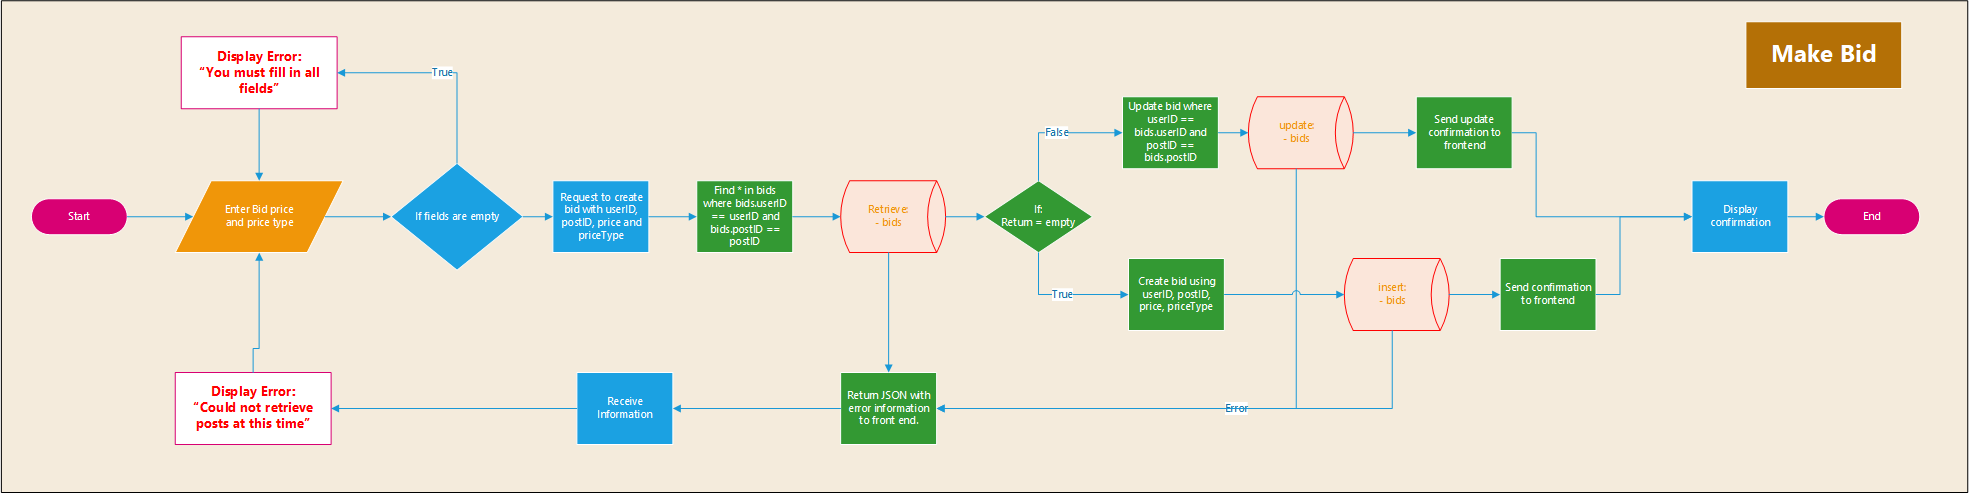 Make Bid
Display Error:
“You must fill in all
fields”
True
Start
Enter Bid price
and price type
If fields are empty
Request to create
bid with userID,
postID, price and
priceType
Find * in bids
where bids.userID
== userID and
bids.postID ==
postID
Retrieve:
- bids
If:
Return = empty
False
Update bid where
userID ==
bids.userID and
postID ==
bids.postID
update:
- bids
Send update
confirmation to
frontend
True
Create bid using
userID, postID,
price, priceType
insert:
- bids
Send confirmation
to frontend
Display
confirmation
End
Display Error:
“Could not retrieve
posts at this time”
Receive
Information
Return JSON with
error information
to front end.
Error